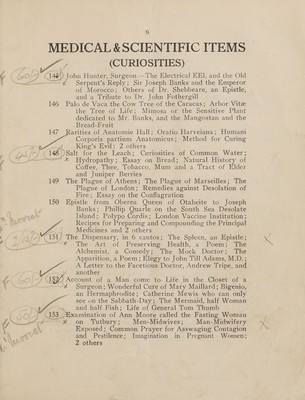 9
MEDICAL & SCIENTIFIC ITEMS
(CURIOSITIES)
144 John Hunter, Surgeon—The Electrical EEl, and the Old
Serpent's Reply; Sir Joseph Banks and the Emperor
of Morocco; Others of Dr. Shebbeare, an Epistle,
and a Tribute to Dr. John Fothergill
146 Palo de Vaca the Cow Tree of the Caracas; Arbor Vitæ
the Tree of Life; Mimosa or the Sensitive Plant
dedicated to Mr. Banks, and the Mangostan and the
Bread-Fruit
147 Rarities of Anatomie Hall; Oratio Harveiana; Humani
Corporis partium Anatomicus; Method for Curing
King's Evil; 2 others
148 Salt for the Leach; Curiosities of Common Water;
Hydropathy; Essay on Bread; Natural History of
Coffee, Thee, Tobacco, Mum and a Tract of Elder
and Juniper Berries
149 The Plague of Athens; The Plague of Marseilles; The
Plague of London; Remedies against Desolation of
Fire; Essay on the Conflagration
150 Epistle from Oberea Queen of Otaheite to Joseph
Banks; Phillip Quarle on the South Sea Desolate
Island; Polypo Cordis; London Vaccine Institution;
Recipes for Preparing and Compounding the Principal
Medicines and 2 others
151 The Dispensary, in 6 cantos; The Spleen, an Epistle;
The Art of Preserving Health, a Poem; The
Alchemist, a Comedy; The Mock Doctor; The
Apparition, a Poem; Elegy to John Till Adams, M.D.;
A Letter to the Facetious Doctor, Andrew Tripe, and
another
152 Account of a Man come to Life in the Closet of a
Surgeon; Wonderful Cure of Mary Maillard; Bigenio,
an Hermaphrodite; Catherine Mewis who can only
see on the Sabbath-Day; The Mermaid, half Woman
and half Fish; Life of General Tom Thumb
153 Examination of Ann Moore called the Fasting Woman
on Tutbury; Men-Midwives; Man-Midwifery
Exposed; Common Prayer for Asswaging Contagion
and Pestilence; Imagination in Pregnant Women;
2 others